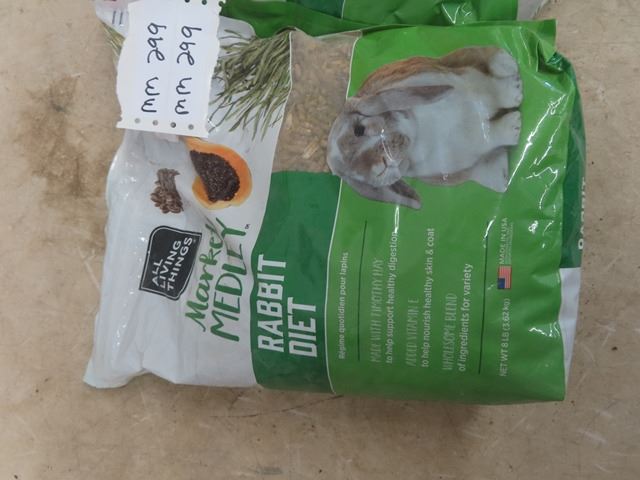 MM 299
MM 299
ALL
LIVING
THINGS
Market
MEDLEY
RABBIT
DIET
Régime quotidien pour lapins
MADE WITH TIMOTHY HAY
to help support healthy digestion
ADDED VITAMIN E
to help nourish healthy skin & coat
WHOLESOME BLEND
of ingredients for variety
MADE IN USA
NET WT 8 LB (3.62 KG)